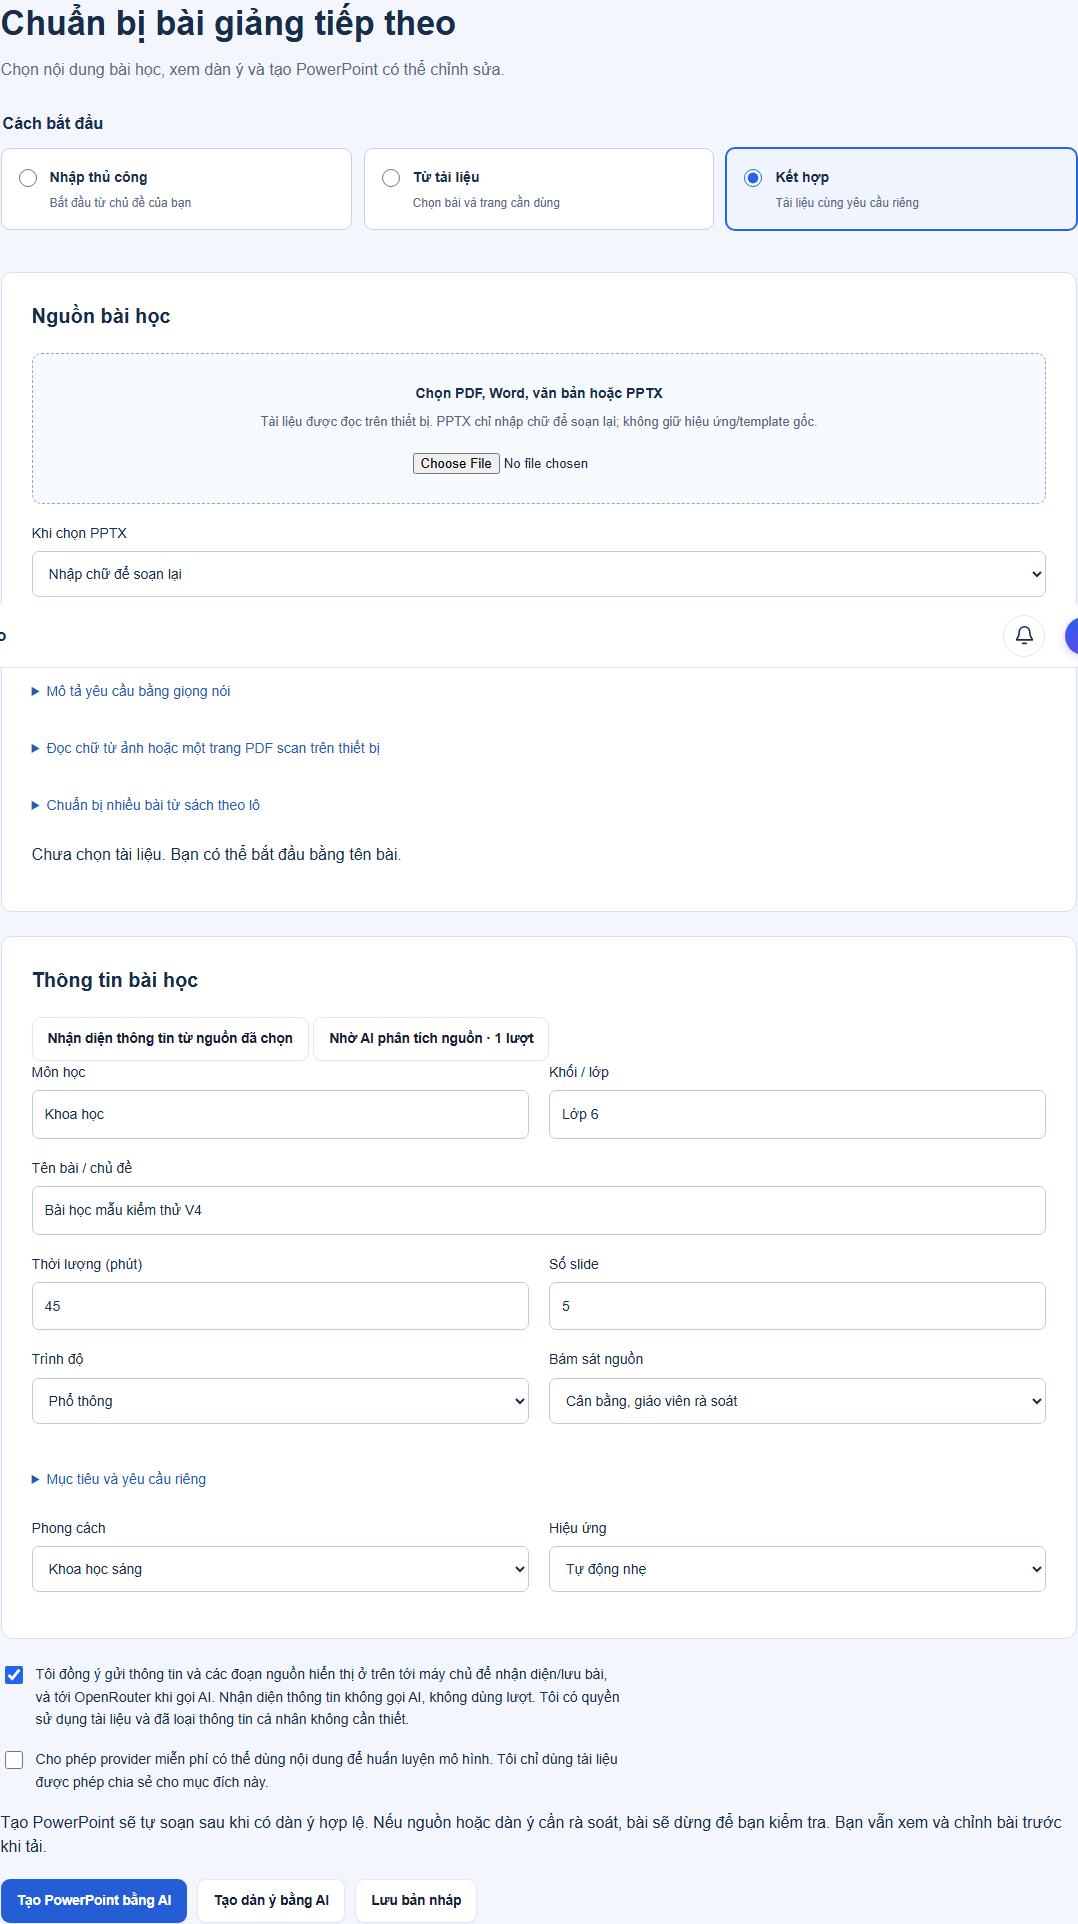 Chuẩn bị bài giảng tiếp theo
Chọn nội dung bài học, xem dàn ý và tạo PowerPoint có thể chỉnh sửa.
Cách bắt đầu
Nhập thủ công
Bắt đầu từ chủ đề của bạn
Từ tài liệu
Chọn bài và trang cần dùng
Kết hợp
Tài liệu cùng yêu cầu riêng
Nguồn bài học
Chọn PDF, Word, văn bản hoặc PPTX
Tài liệu được đọc trên thiết bị. PPTX chỉ nhập chữ để soạn lại; không giữ hiệu ứng/template gốc.
Choose File No file chosen
Khi chọn PPTX
Nhập chữ để soạn lại
o
Mô tả yêu cầu bằng giọng nói
Đọc chữ từ ảnh hoặc một trang PDF scan trên thiết bị
Chuẩn bị nhiều bài từ sách theo lô
Chưa chọn tài liệu. Bạn có thể bắt đầu bằng tên bài.
Thông tin bài học
Nhận diện thông tin từ nguồn đã chọn
Nhờ AI phân tích nguồn · 1 lượt
Môn học
Khối / lớp
Khoa học
Lớp 6
Tên bài / chủ đề
Bài học mẫu kiểm thử V4
Thời lượng (phút)
Số slide
45
5
Trình độ
Bám sát nguồn
Phổ thông
Cân bằng, giáo viên rà soát
Mục tiêu và yêu cầu riêng
Phong cách
Hiệu ứng
Khoa học sáng
Tự động nhẹ
Tôi đồng ý gửi thông tin và các đoạn nguồn hiển thị ở trên tới máy chủ để nhận diện/lưu bài,
và tới OpenRouter khi gọi AI. Nhận diện thông tin không gọi AI, không dùng lượt. Tôi có quyền
sử dụng tài liệu và đã loại thông tin cá nhân không cần thiết.
Cho phép provider miễn phí có thể dùng nội dung để huấn luyện mô hình. Tôi chỉ dùng tài liệu
được phép chia sẻ cho mục đích này.
Tạo PowerPoint sẽ tự soạn sau khi có dàn ý hợp lệ. Nếu nguồn hoặc dàn ý cần rà soát, bài sẽ dừng để bạn kiểm tra. Bạn vẫn xem và chỉnh bài trước
khi tải.
Tạo PowerPoint bằng AI
Tạo dàn ý bằng AI
Lưu bản nháp